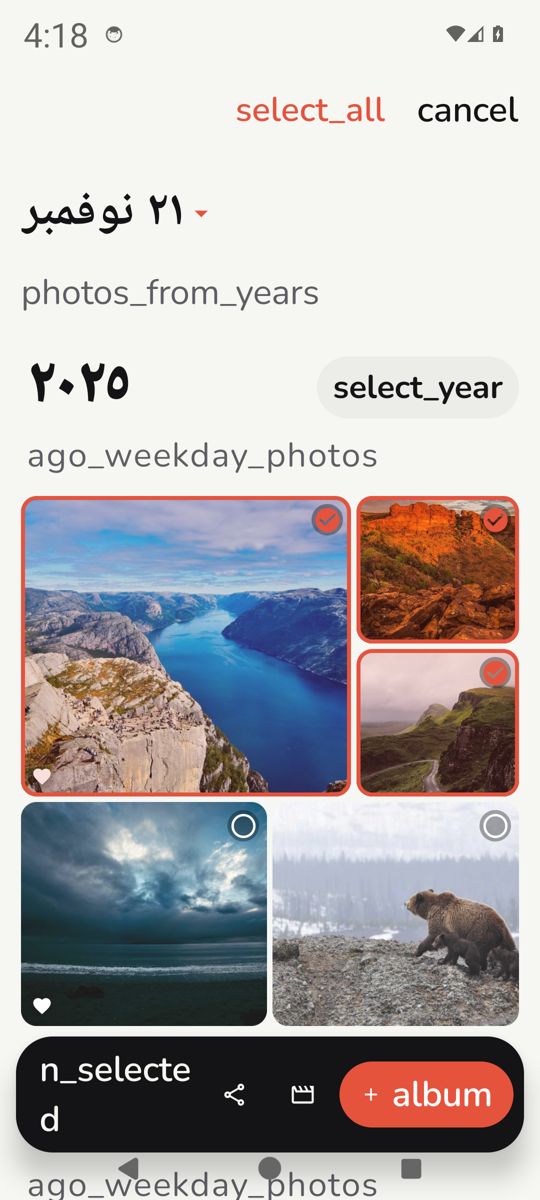 4:18
select_all cancel
٢١ نوفمبر
photos_from_years
٢٠٢٥ select_year
ago_weekday_photos
n_selecte
d
+ album
ago_weekday_photos